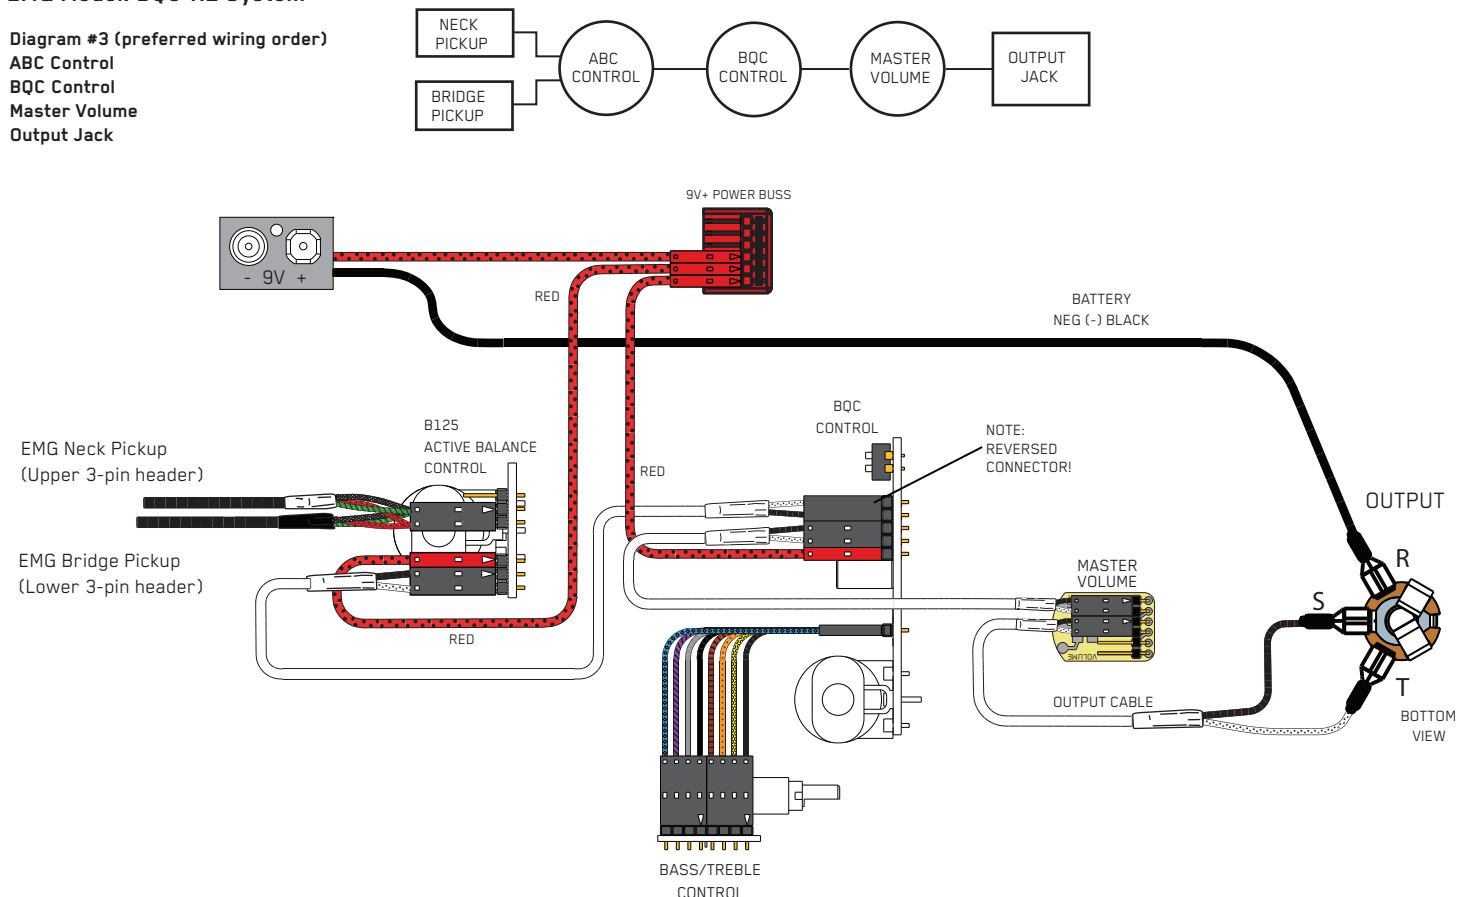 Diagram #3 (preferred wiring order)
ABC Control
BQC Control
Master Volume
Output Jack
NECK
PICKUP
BRIDGE
PICKUP
ABC
CONTROL
BQC
CONTROL
MASTER
VOLUME
OUTPUT
JACK
9V+ POWER BUSS
- 9V +
RED
BATTERY
NEG (-) BLACK
B125
ACTIVE BALANCE
CONTROL
BQC
CONTROL
NOTE:
REVERSED
CONNECTOR!
EMG Neck Pickup
(Upper 3-pin header)
RED
OUTPUT
EMG Bridge Pickup
(Lower 3-pin header)
R
MASTER
VOLUME
S
RED
VOLUME
T
OUTPUT CABLE
BOTTOM
VIEW
BASS/TREBLE
CONTROL